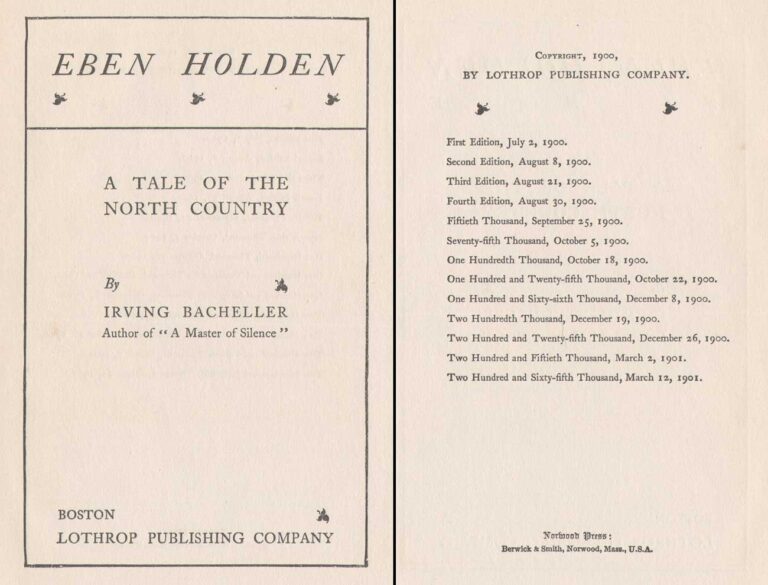 EBEN HOLDEN
A TALE OF THE
NORTH COUNTRY
By
IRVING BACHELLER
Author of “A Master of Silence”
BOSTON
LOTHROP PUBLISHING COMPANY
Copyright, 1900,
BY LOTHROP PUBLISHING COMPANY.
First Edition, July 2, 1900.
Second Edition, August 8, 1900.
Third Edition, August 21, 1900.
Fourth Edition, August 30, 1900.
Fiftieth Thousand, September 25, 1900.
Seventy-fifth Thousand, October 5, 1900.
One Hundredth Thousand, October 18, 1900.
One Hundred and Twenty-fifth Thousand, October 22, 1900.
One Hundred and Sixty-sixth Thousand, December 8, 1900.
Two Hundredth Thousand, December 19, 1900.
Two Hundred and Twenty-fifth Thousand, December 26, 1900.
Two Hundred and Fiftieth Thousand, March 2, 1901.
Two Hundred and Sixty-fifth Thousand, March 12, 1901.
Norwood Press:
Berwick & Smith, Norwood, Mass., U.S.A.